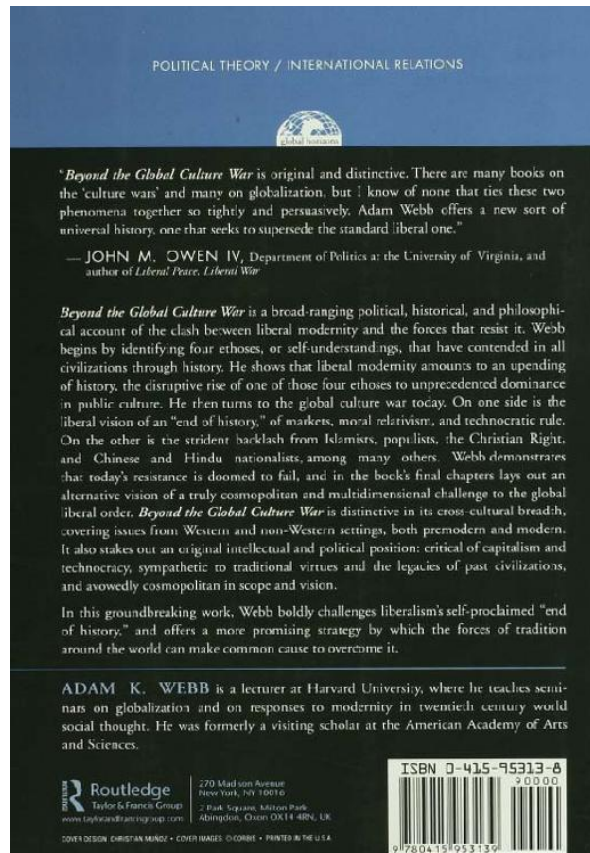 POLITICAL THEORY / INTERNATIONAL RELATIONS
global horizons
"Beyond the Global Culture War is original and distinctive. There are many books on
the 'culture wars' and many on globalization, but I know of none that ties these two
phenomena together so tightly and persuasively. Adam Webb offers a new sort of
universal history, one that seeks to supersede the standard liberal one."
— JOHN M. OWEN IV, Department of Politics at the University of Virginia, and
author of Liberal Peace, Liberal War
Beyond the Global Culture War is a broad-ranging political, historical, and philosophi-
cal account of the clash between liberal modernity and the forces that resist it. Webb
begins by identifying four ethoses, or self-understandings, that have contended in all
civilizations through history. He shows that liberal modernity amounts to an upending
of history, the disruptive rise of one of those four ethoses to unprecedented dominance
in public culture. He then turns to the global culture war today. On one side is the
liberal vision of an "end of history," of markets, moral relativism, and technocratic rule.
On the other is the strident backlash from Islamists, populists, the Christian Right,
and Chinese and Hindu nationalists, among many others. Webb demonstrates
that today's resistance is doomed to fail, and in the book's final chapters lays out an
alternative vision of a truly cosmopolitan and multidimensional challenge to the global
liberal order. Beyond the Global Culture War is distinctive in its cross-cultural breadth,
covering issues from Western and non-Western settings, both premodern and modern.
It also stakes out an original intellectual and political position: critical of capitalism and
technocracy, sympathetic to traditional virtues and the legacies of past civilizations,
and avowedly cosmopolitan in scope and vision.
In this groundbreaking work, Webb boldly challenges liberalism's self-proclaimed "end
of history," and offers a more promising strategy by which the forces of tradition
around the world can make common cause to overcome it.
ADAM K. WEBB is a lecturer at Harvard University, where he teaches semi-
nars on globalization and on responses to modernity in twentieth century world
social thought. He was formerly a visiting scholar at the American Academy of Arts
and Sciences.
ROUTLEDGE
Routledge
Taylor & Francis Group
www.taylorandfrancisgroup.com
270 Madison Avenue
New York, NY 10016
2 Park Square, Milton Park
Abingdon, Oxon OX14 4RN, UK
COVER DESIGN: CHRISTIAN MUÑOZ • COVER IMAGES: © CORBIS • PRINTED IN THE U.S.A.
ISBN 0-415-95313-8
90000
9 780415 953139